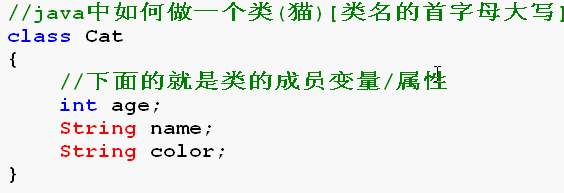 //java中如何做一个类(猫)[类名的首字母大写]
class Cat
{
//下面的就是类的成员变量/属性
int age;
String name;
String color;
}